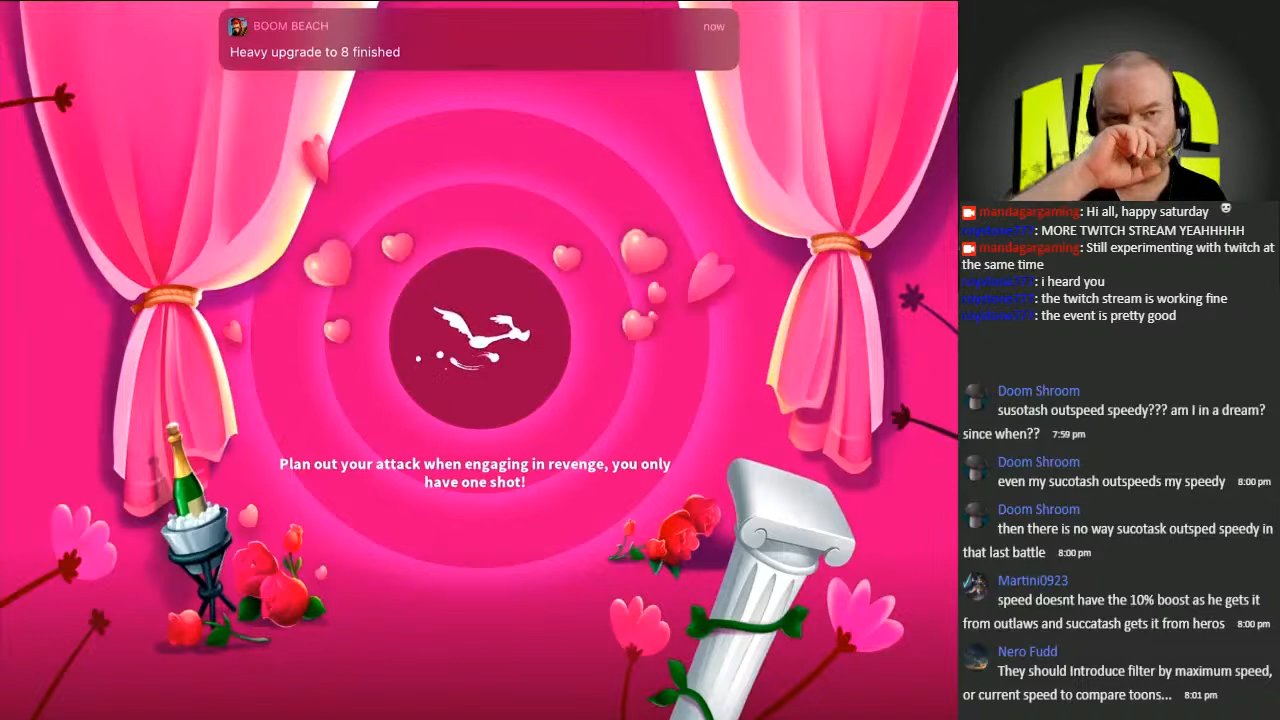 BOOM BEACH
now
Heavy upgrade to 8 finished
Plan out your attack when engaging in revenge, you only
have one shot!
mandagargaming: Hi all, happy saturday
roystone777: MORE TWITCH STREAM YEAHHHHH
mandagargaming: Still experimenting with twitch at
the same time
: i heard you
: the twitch stream is working fine
: the event is pretty good
Doom Shroom
susotash outspeed speedy??? am I in a dream?
since when?? 7:59 pm
Doom Shroom
even my sucotash outspeeds my speedy 8:00 pm
Doom Shroom
then there is no way sucotask outsped speedy in
that last battle 8:00 pm
Martini0923
speed doesnt have the 10% boost as he gets it
from outlaws and succatash gets it from heros 8:00 pm
Nero Fudd
They should Introduce filter by maximum speed,
or current speed to compare toons... 8:01 pm